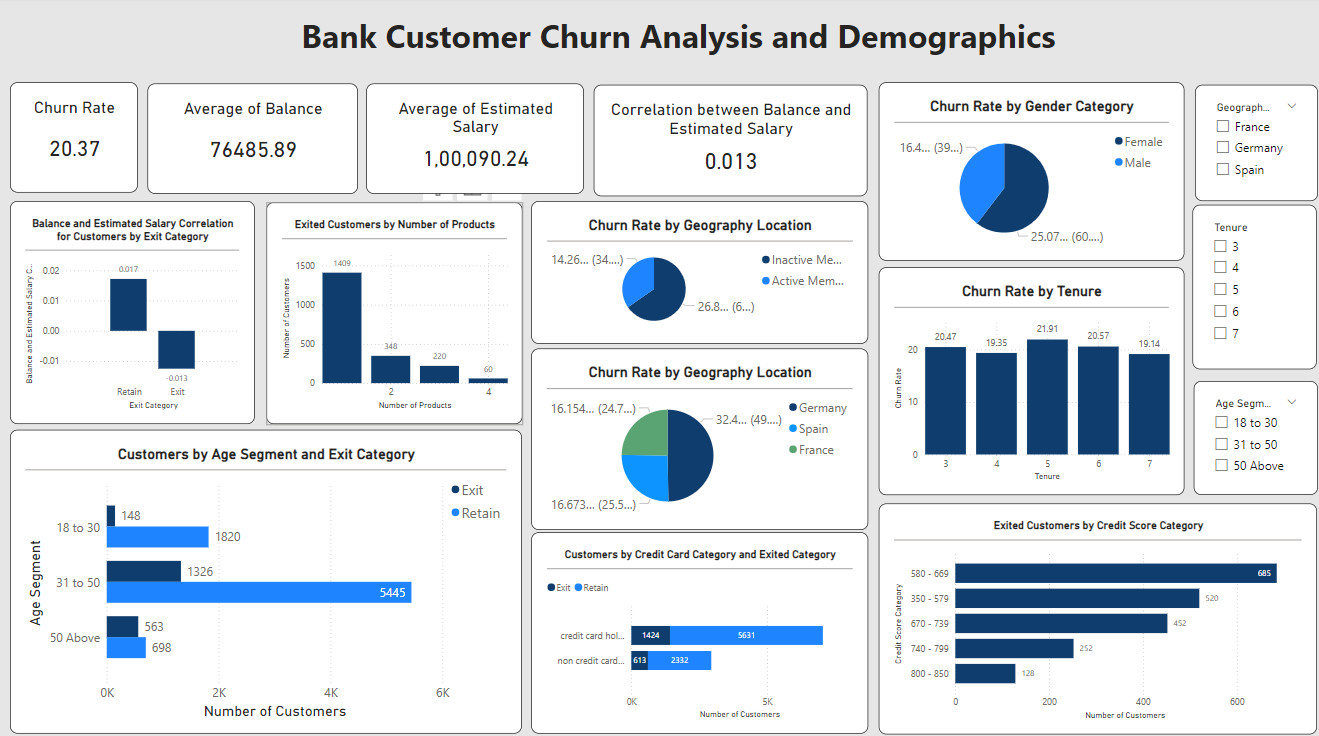 Bank Customer Churn Analysis and Demographics
Churn Rate
20.37
Average of Balance
76485.89
Average of Estimated
Salary
1,00,090.24
Correlation between Balance and
Estimated Salary
0.013
Churn Rate by Gender Category
16.4... (39...)
25.07... (60....)
Female
Male
Geograph...
France
Germany
Spain
Balance and Estimated Salary Correlation
for Customers by Exit Category
Balance and Estimated Salary C...
0.02
0.01
0.00
-0.01
0.017
-0.013
Retain
Exit
Exit Category
Exited Customers by Number of Products
Number of Customers
1500
1000
500
0
1409
348
220
60
2
4
Number of Products
Churn Rate by Geography Location
14.26... (34....)
26.8... (6...)
Inactive Me...
Active Mem...
Churn Rate by Geography Location
16.154... (24.7...)
32.4... (49....)
16.673... (25.5...)
Germany
Spain
France
Churn Rate by Tenure
Churn Rate
20
10
0
20.47
19.35
21.91
20.57
19.14
3
4
5
6
7
Tenure
Tenure
3
4
5
6
7
Age Segm...
18 to 30
31 to 50
50 Above
Customers by Age Segment and Exit Category
Exit
Retain
Age Segment
18 to 30
148
1820
31 to 50
1326
5445
50 Above
563
698
0K
2K
4K
6K
Number of Customers
Customers by Credit Card Category and Exited Category
Exit
Retain
credit card hol...
1424
5631
non credit card...
613
2332
0K
5K
Number of Customers
Exited Customers by Credit Score Category
Credit Score Category
580 - 669
685
350 - 579
520
670 - 739
452
740 - 799
252
800 - 850
128
0
200
400
600
Number of Customers